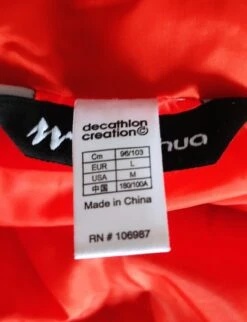 decathlon
creation©
Cm 96/103
EUR L
USA M
中国 180/100A
Made in China
RN # 106987